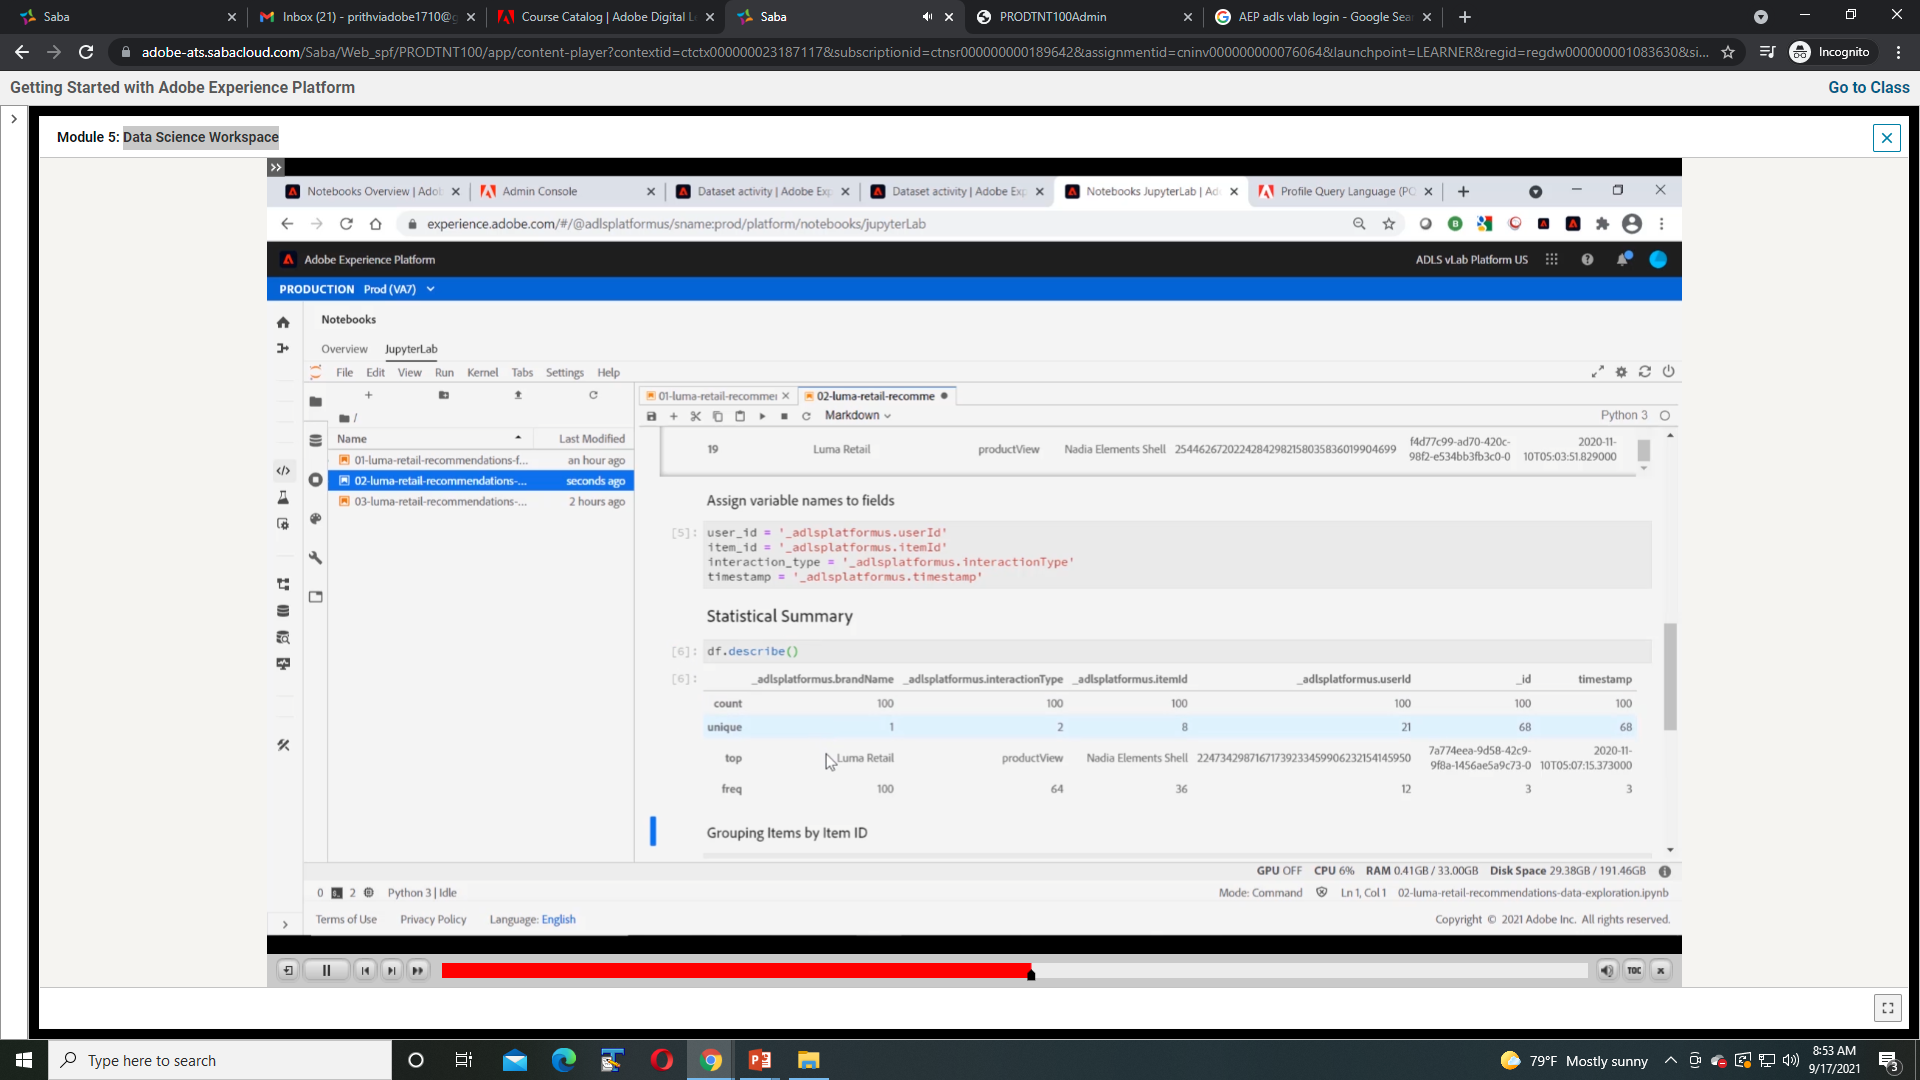 Saba
Inbox (21) - prithviadobe1710@g
Course Catalog | Adobe Digital L
Saba
PRODTNT100Admin
AEP adls vlab login - Google Sea
adobe-ats.sabacloud.com/Saba/Web_spf/PRODTNT100/app/content-player?contextid=ctctx000000023187117&subscriptionid=ctnsr000000000189642&assignmentid=cninv000000000076064&launchpoint=LEARNER&regid=regdw000000001083630&si...
Incognito
Getting Started with Adobe Experience Platform
Go to Class
Module 5: Data Science Workspace
Notebooks Overview | Ado
Admin Console
Dataset activity | Adobe Ex
Dataset activity | Adobe Ex
Notebooks JupyterLab | Ad
Profile Query Language (PQ
experience.adobe.com/#/@adlsplatformus/sname:prod/platform/notebooks/jupyterLab
Adobe Experience Platform
ADLS vLab Platform US
PRODUCTION Prod (VA7)
Notebooks
Overview JupyterLab
File Edit View Run Kernel Tabs Settings Help
01-luma-retail-recommer
02-luma-retail-recomme
Markdown
Python 3
/
Name Last Modified
01-luma-retail-recommendations-f... an hour ago
02-luma-retail-recommendations-... seconds ago
03-luma-retail-recommendations-... 2 hours ago
19 Luma Retail productView Nadia Elements Shell 25446267202242842982158035836019904699 f4d77c99-ad70-420c-98f2-e534bb3fb3c0-0 2020-11-10T05:03:51.829000
Assign variable names to fields
[5]: user_id = '_adlsplatformus.userId'
item_id = '_adlsplatformus.itemId'
interaction_type = '_adlsplatformus.interactionType'
timestamp = '_adlsplatformus.timestamp'
Statistical Summary
[6]: df.describe()
[6]: _adlsplatformus.brandName _adlsplatformus.interactionType _adlsplatformus.itemId _adlsplatformus.userId _id timestamp
count 100 100 100 100 100 100
unique 1 2 8 21 68 68
top Luma Retail productView Nadia Elements Shell 22473429871671739233459906232154145950 7a774eea-9d58-42c9-9f8a-1456ae5a9c73-0 2020-11-10T05:07:15.373000
freq 100 64 36 12 3 3
Grouping Items by Item ID
GPU OFF CPU 6% RAM 0.41GB / 33.00GB Disk Space 29.38GB / 191.46GB
0 2 Python 3 | Idle
Mode: Command Ln 1, Col 1 02-luma-retail-recommendations-data-exploration.ipynb
Terms of Use Privacy Policy Language: English
Copyright © 2021 Adobe Inc. All rights reserved.
TOC
Type here to search
79°F Mostly sunny
8:53 AM
9/17/2021
3